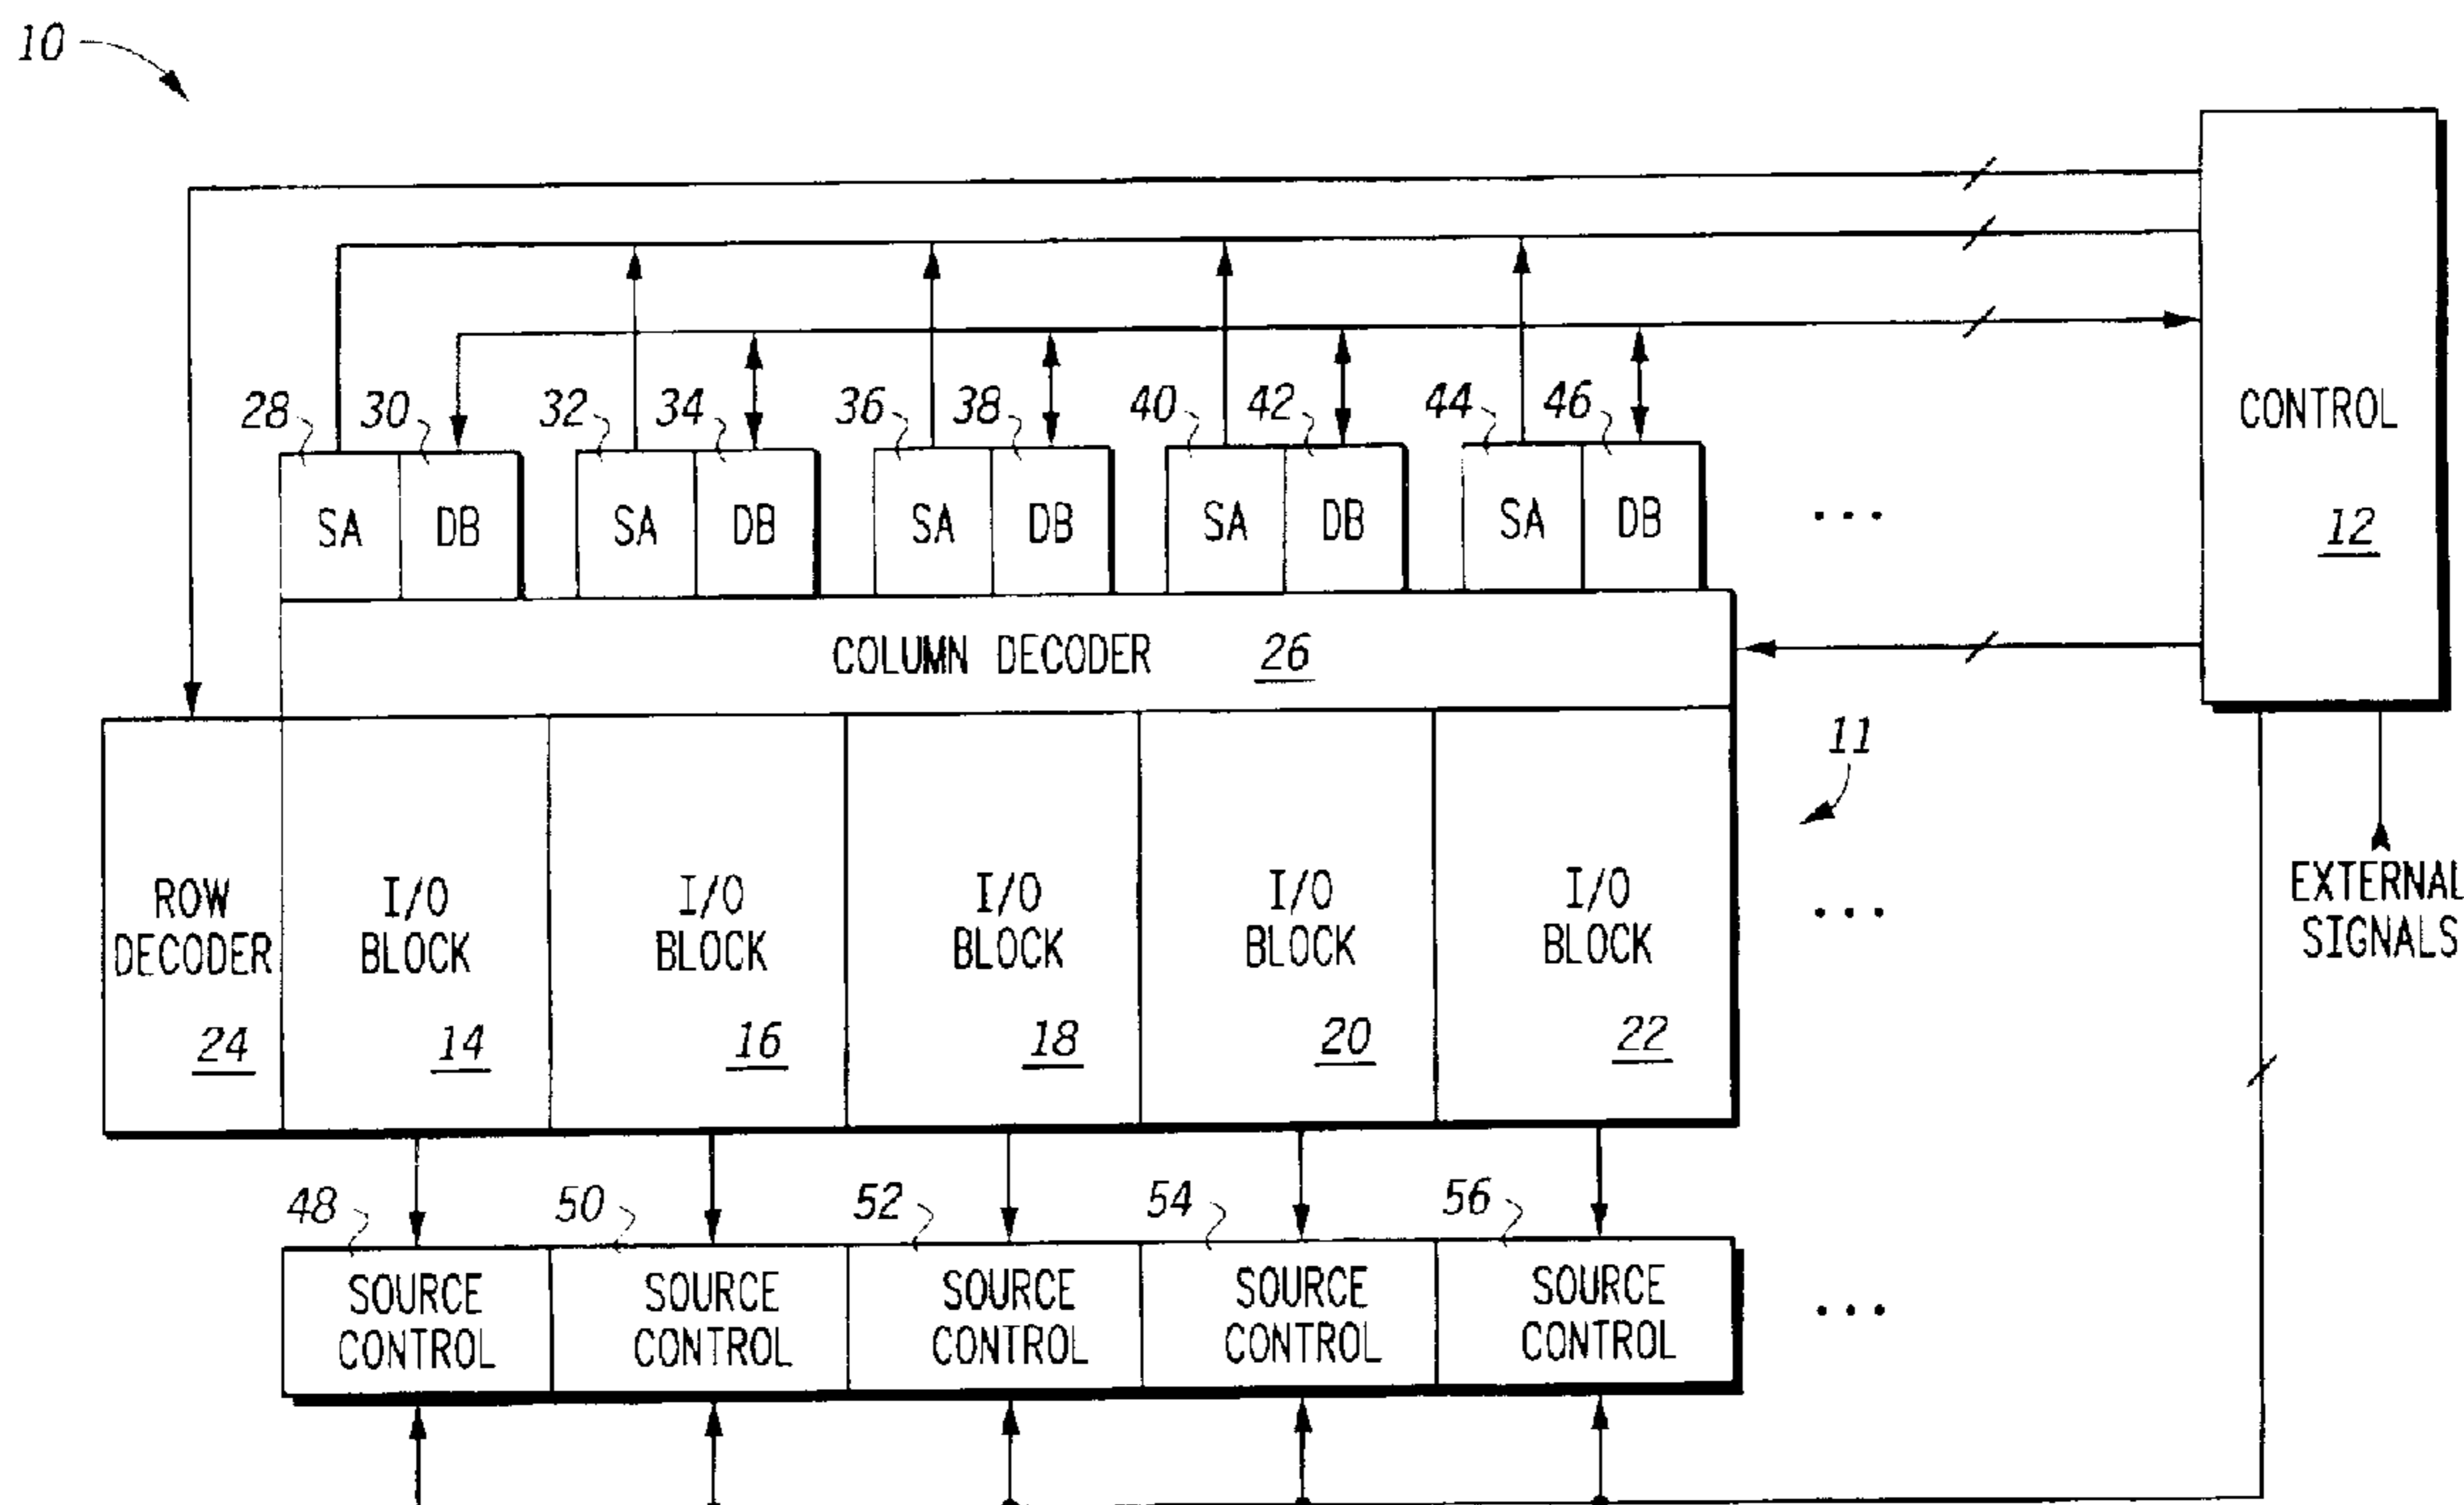 10
28 30 32 34 36 38 40 42 44 46
CONTROL
12
SA DB SA DB SA DB SA DB SA DB ...
COLUMN DECODER 26
11
ROW
DECODER
24
I/O
BLOCK
14
I/O
BLOCK
16
I/O
BLOCK
18
I/O
BLOCK
20
I/O
BLOCK
22
...
EXTERNAL
SIGNALS
48 50 52 54 56
SOURCE
CONTROL
SOURCE
CONTROL
SOURCE
CONTROL
SOURCE
CONTROL
SOURCE
CONTROL
...